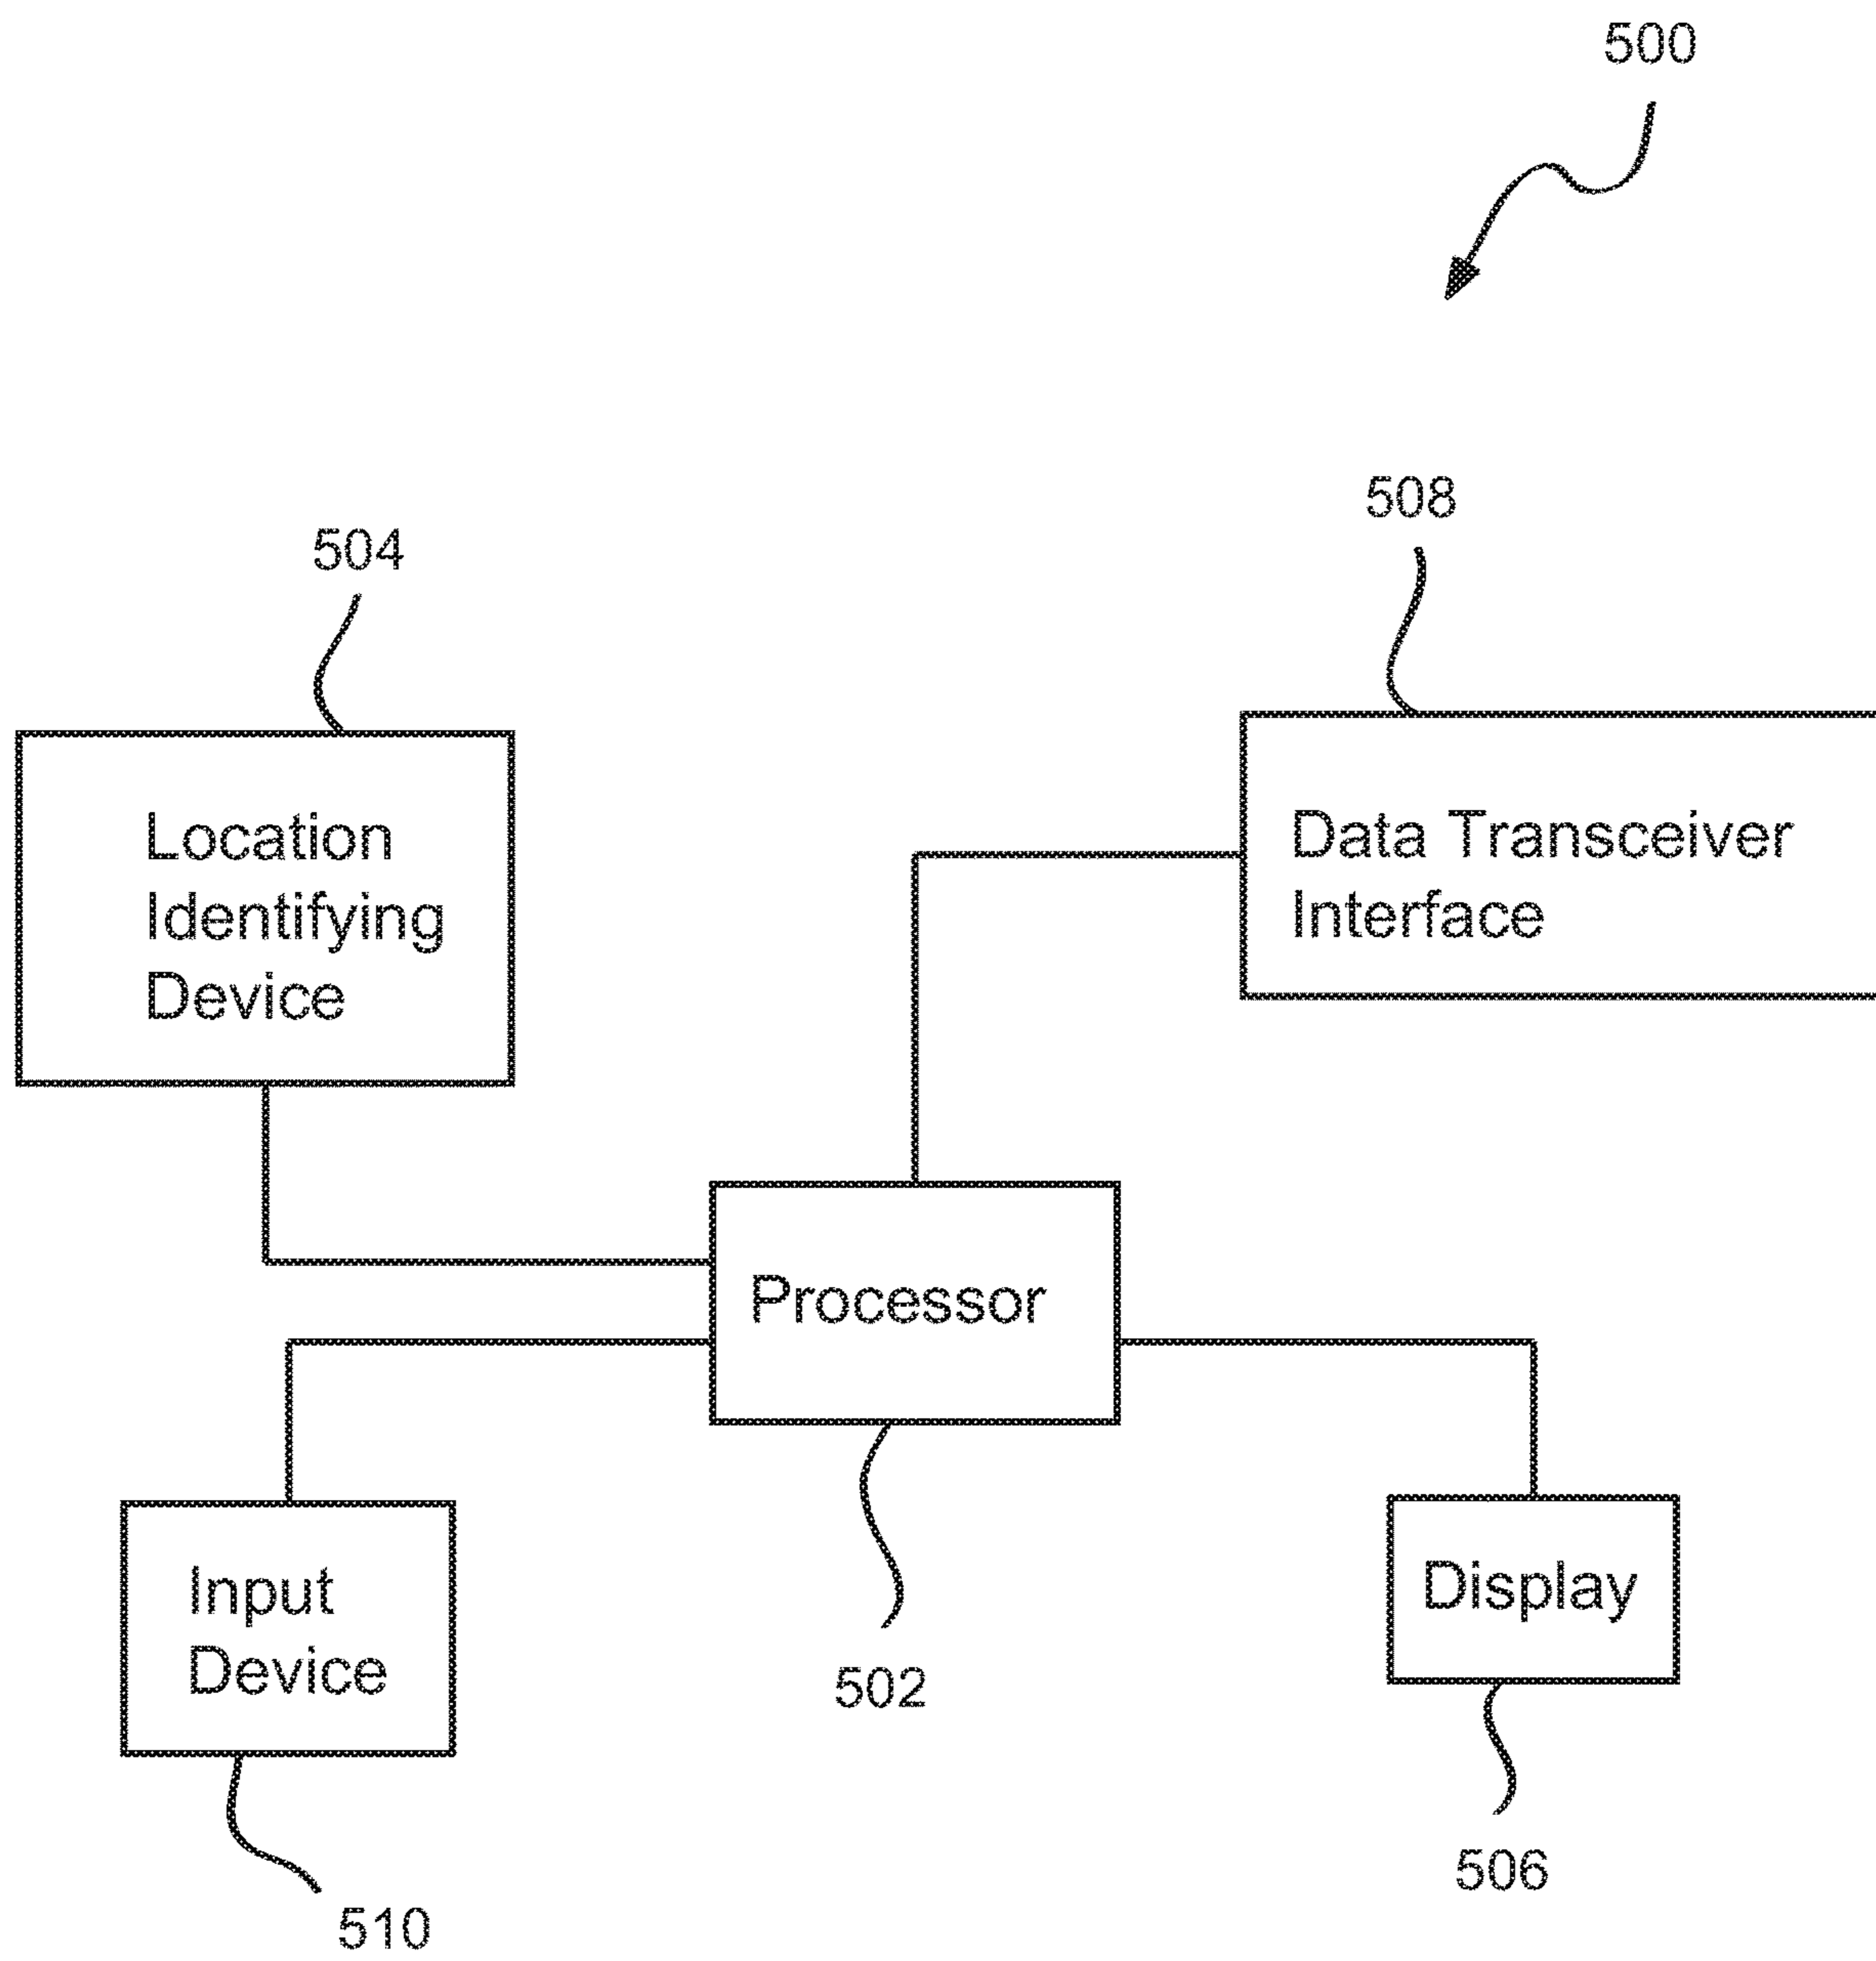 500
508
504
Location
Identifying
Device
Data Transceiver
Interface
Processor
Input
Device
Display
502
506
510